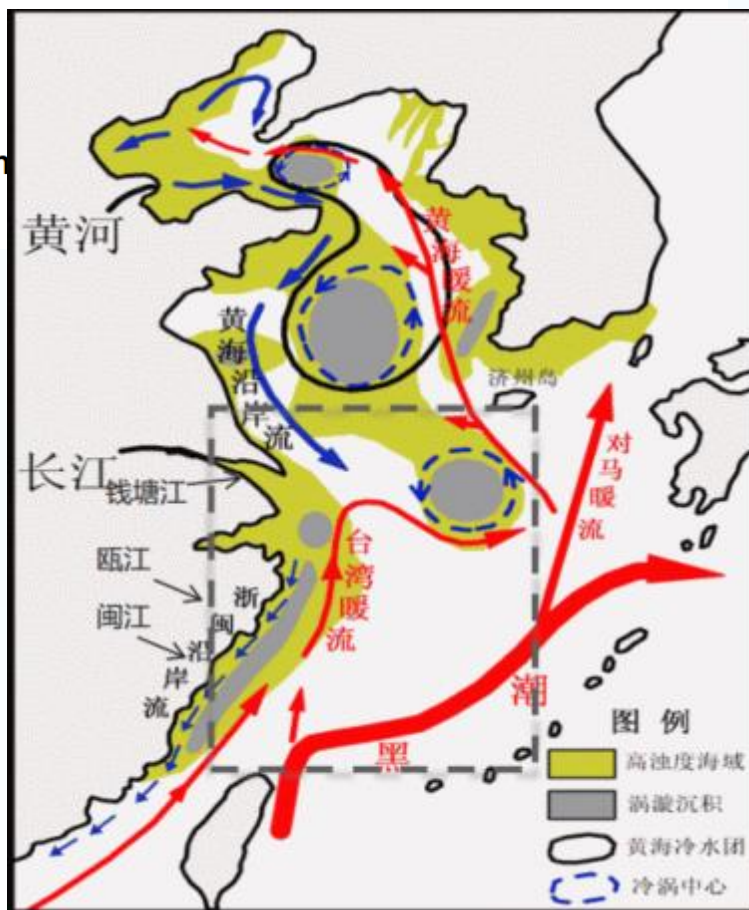 n
黄河
黄海暖流
黄海沿岸流
济州岛
长江
钱塘江
对马暖流
台湾暖流
瓯江
闽江
浙闽沿岸流
黑潮
图 例
高浊度海域
涡漩沉积
黄海冷水团
冷涡中心